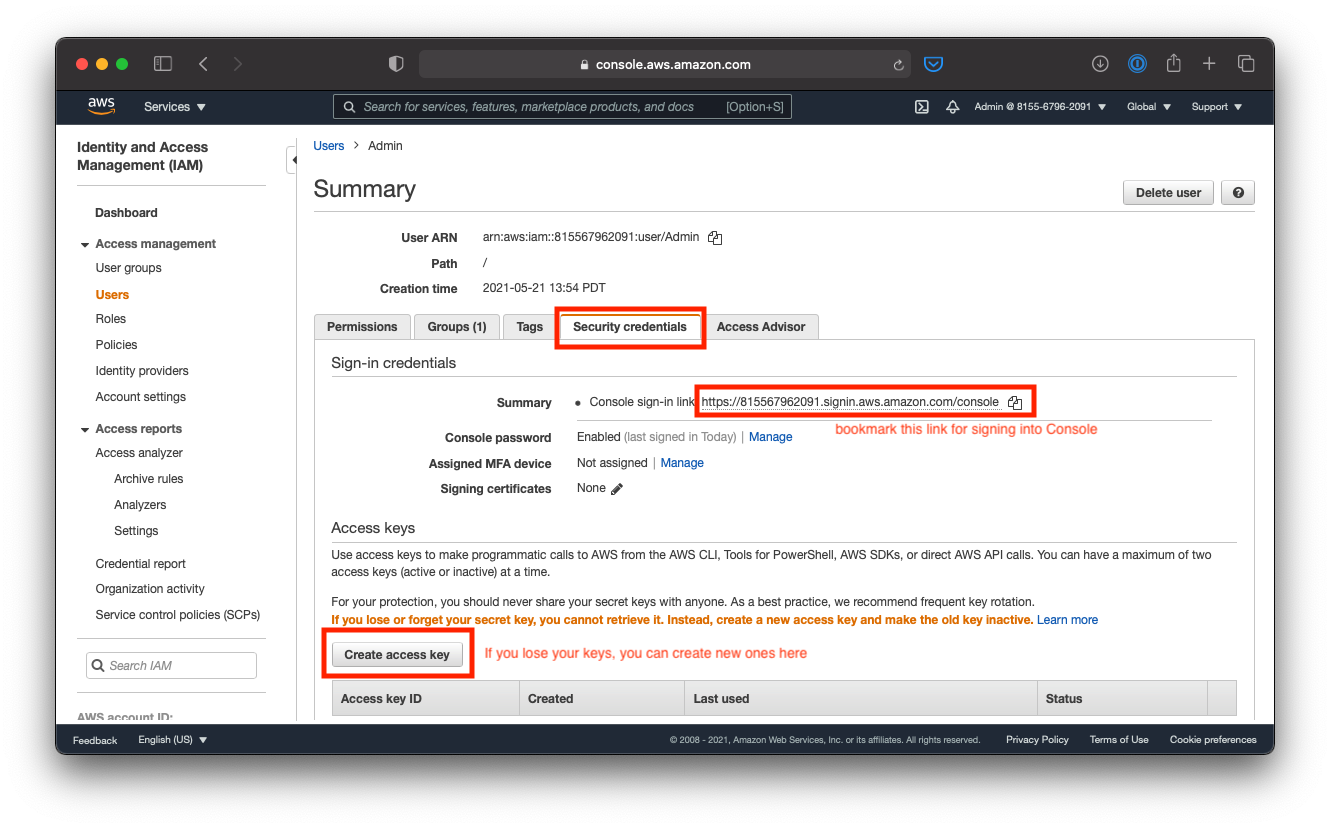 console.aws.amazon.com
aws
Services
Search for services, features, marketplace products, and docs [Option+S]
Admin @ 8155-6796-2091
Global
Support
Identity and Access
Management (IAM)
Dashboard
Access management
User groups
Users
Roles
Policies
Identity providers
Account settings
Access reports
Access analyzer
Archive rules
Analyzers
Settings
Credential report
Organization activity
Service control policies (SCPs)
Search IAM
AWS account ID:
Users > Admin
Summary
Delete user
?
User ARN arn:aws:iam::815567962091:user/Admin
Path /
Creation time 2021-05-21 13:54 PDT
Permissions
Groups (1)
Tags
Security credentials
Access Advisor
Sign-in credentials
Summary • Console sign-in link https://815567962091.signin.aws.amazon.com/console
bookmark this link for signing into Console
Console password Enabled (last signed in Today) | Manage
Assigned MFA device Not assigned | Manage
Signing certificates None
Access keys
Use access keys to make programmatic calls to AWS from the AWS CLI, Tools for PowerShell, AWS SDKs, or direct AWS API calls. You can have a maximum of two
access keys (active or inactive) at a time.
For your protection, you should never share your secret keys with anyone. As a best practice, we recommend frequent key rotation.
If you lose or forget your secret key, you cannot retrieve it. Instead, create a new access key and make the old key inactive. Learn more
Create access key
If you lose your keys, you can create new ones here
Access key ID Created Last used Status
Feedback
English (US)
© 2008 - 2021, Amazon Web Services, Inc. or its affiliates. All rights reserved.
Privacy Policy
Terms of Use
Cookie preferences